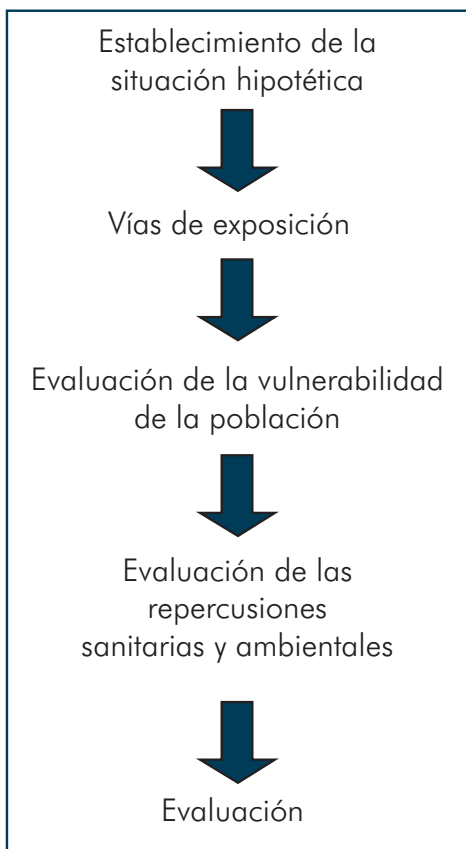 Establecimiento de la
situación hipotética
Vías de exposición
Evaluación de la vulnerabilidad
de la población
Evaluación de las
repercusiones
sanitarias y ambientales
Evaluación